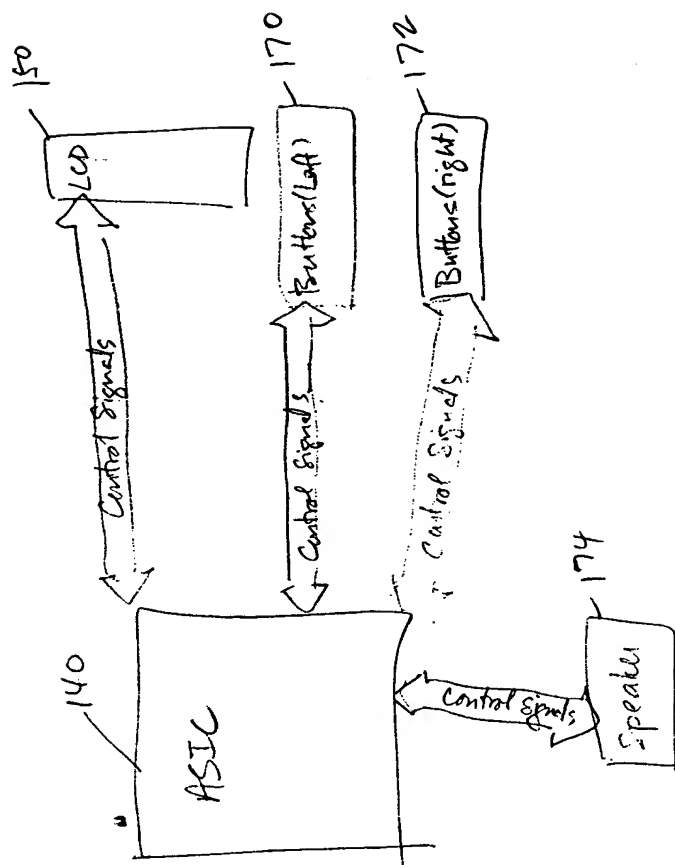 150
LCD
Control Signals
170
Buttons(Left)
Control Signals
172
Buttons(right)
Control Signals
140
ASIC
174
Speaker
Control Signals